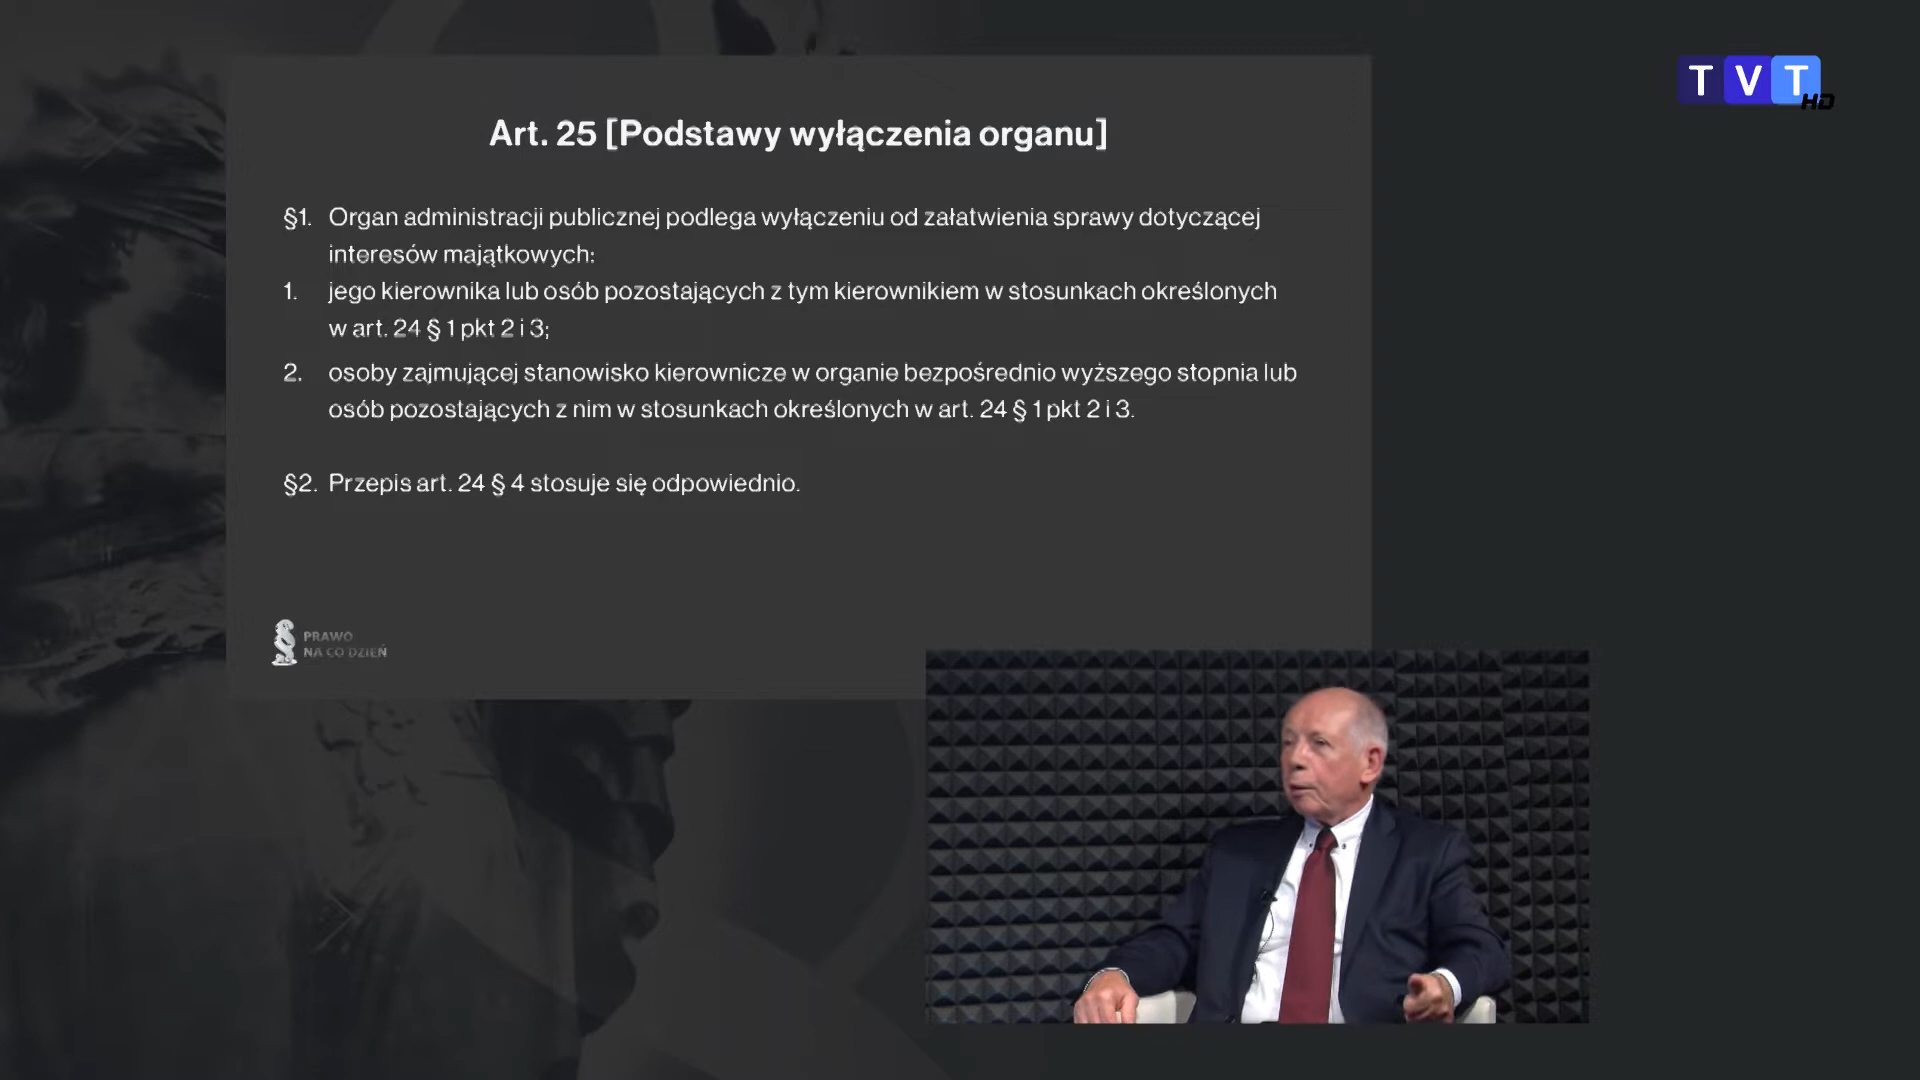 TVT HD
Art. 25 [Podstawy wyłączenia organu]
§1. Organ administracji publicznej podlega wyłączeniu od załatwienia sprawy dotyczącej
interesów majątkowych:
1. jego kierownika lub osób pozostających z tym kierownikiem w stosunkach określonych
w art. 24 § 1 pkt 2 i 3;
2. osoby zajmującej stanowisko kierownicze w organie bezpośrednio wyższego stopnia lub
osób pozostających z nim w stosunkach określonych w art. 24 § 1 pkt 2 i 3.
§2. Przepis art. 24 § 4 stosuje się odpowiednio.
PRAWO
NA CO DZIEŃ